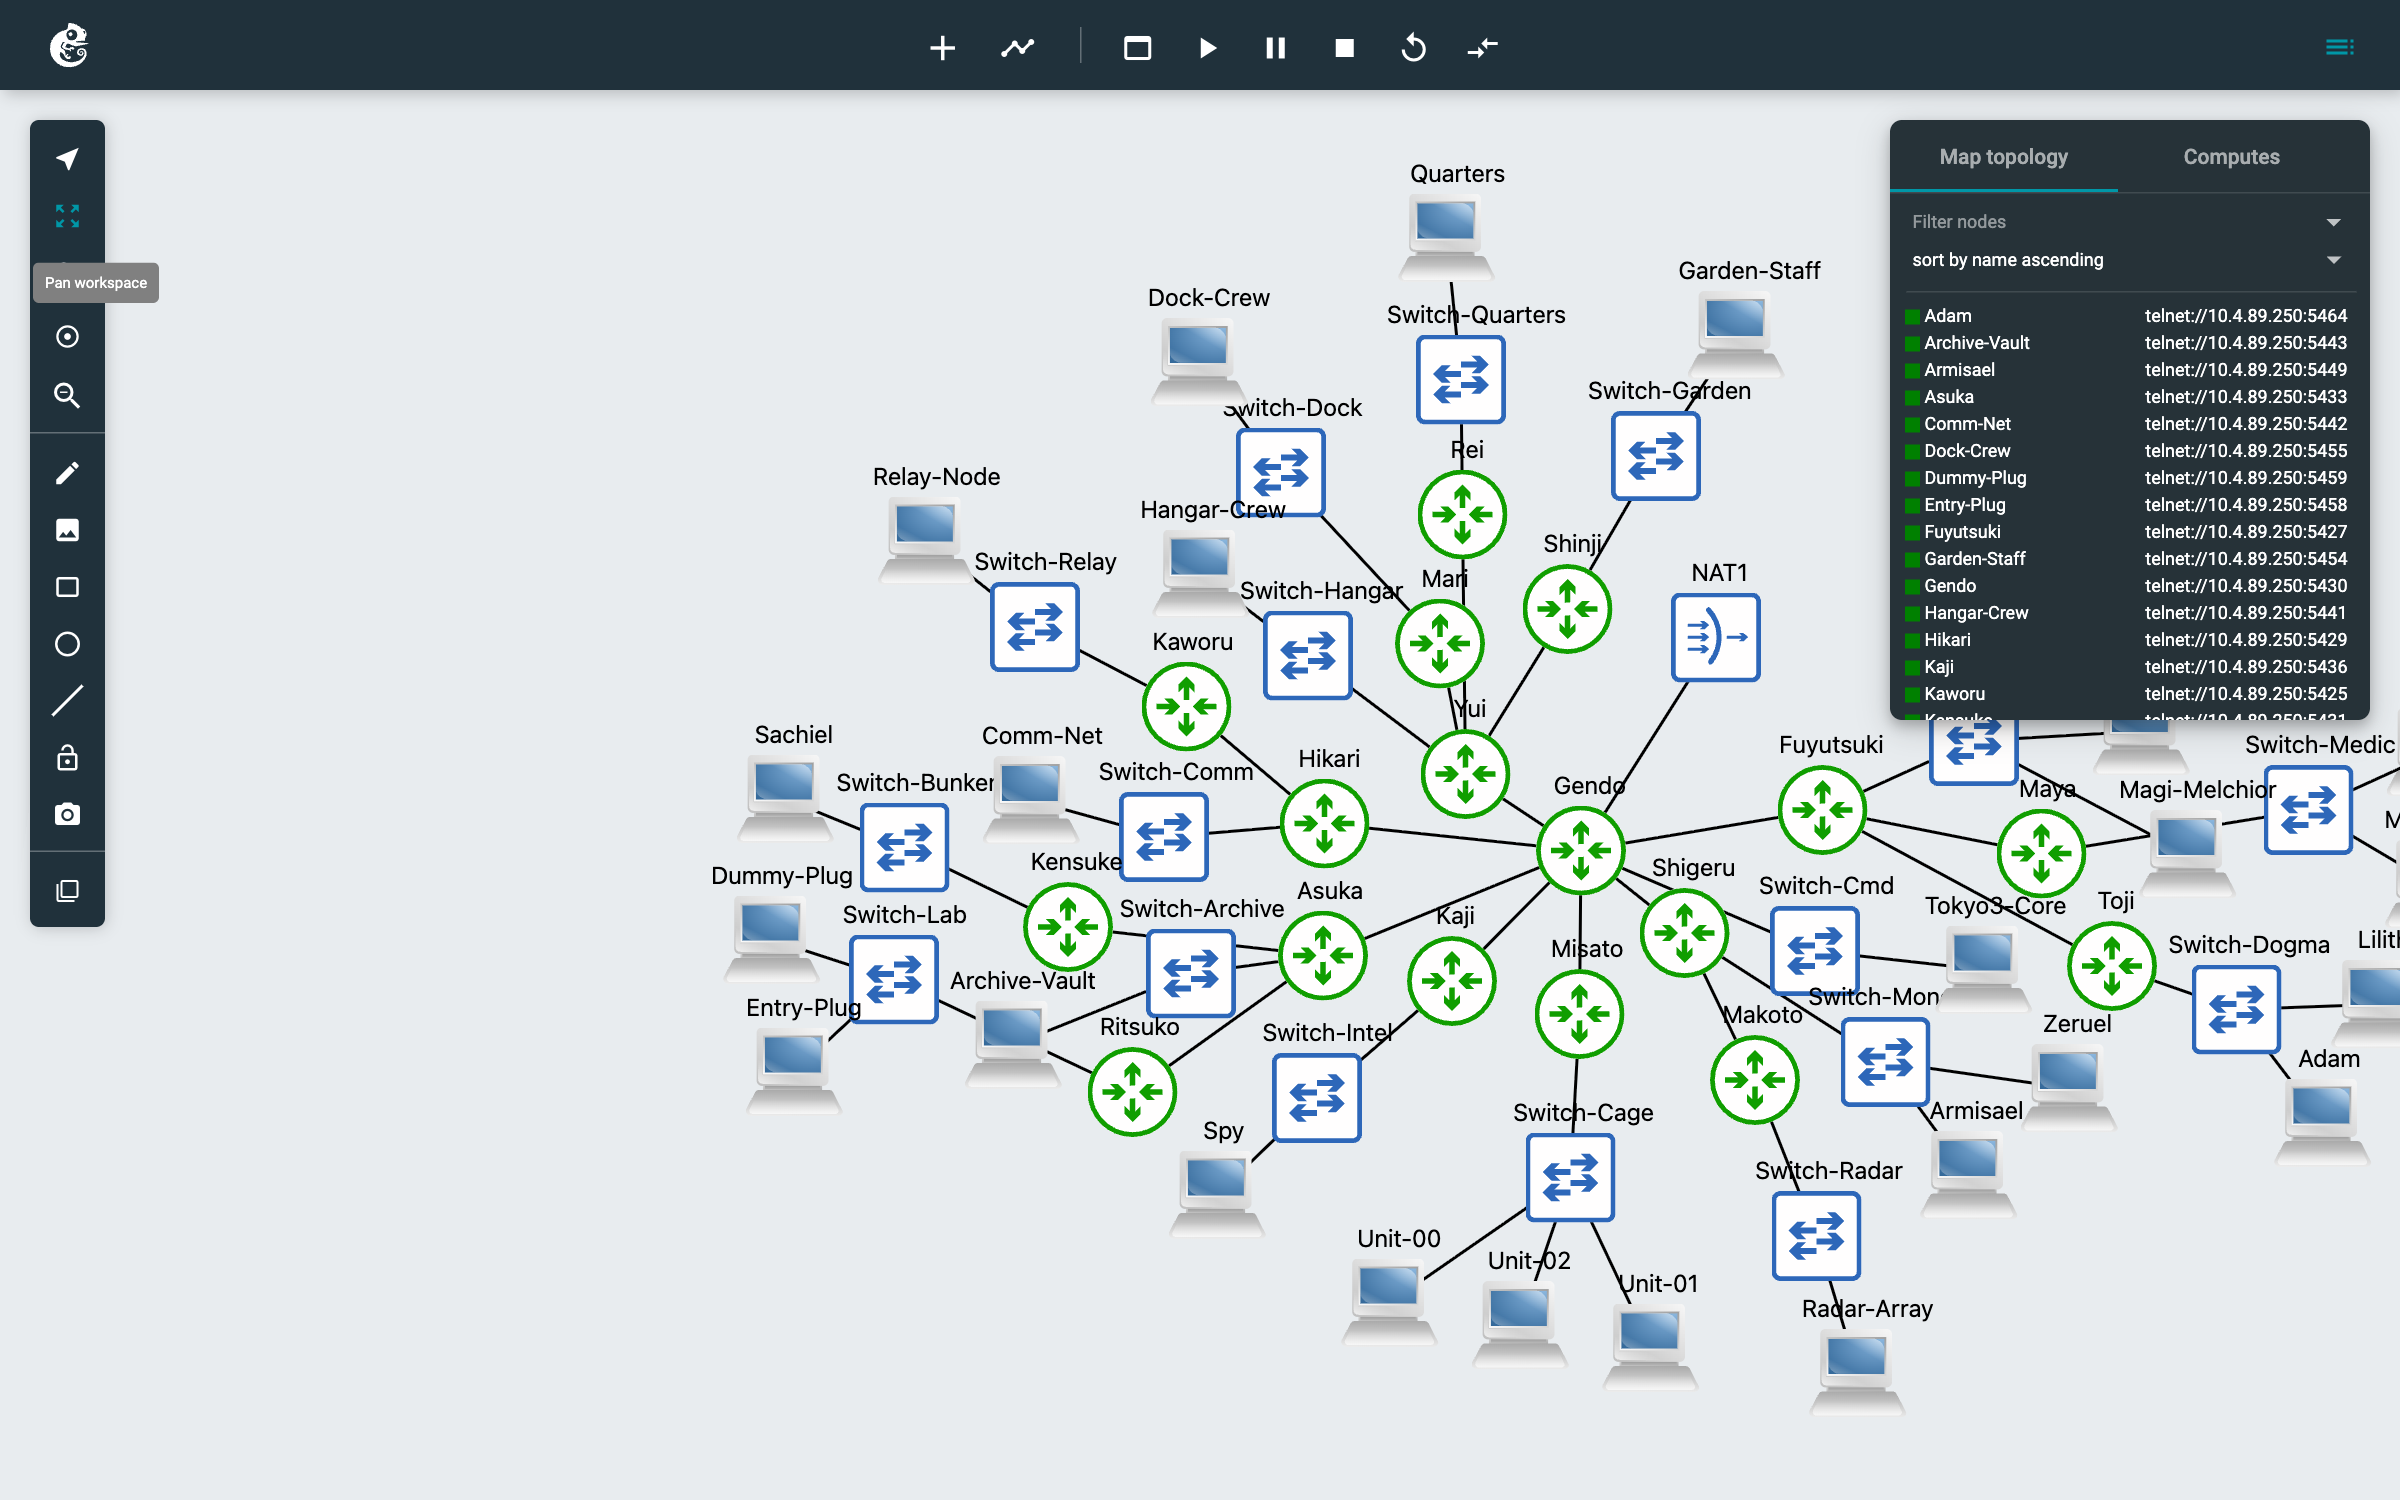 Pan workspace
Map topology
Computes
Filter nodes
sort by name ascending
Adam telnet://10.4.89.250:5464
Archive-Vault telnet://10.4.89.250:5443
Armisael telnet://10.4.89.250:5449
Asuka telnet://10.4.89.250:5433
Comm-Net telnet://10.4.89.250:5442
Dock-Crew telnet://10.4.89.250:5455
Dummy-Plug telnet://10.4.89.250:5459
Entry-Plug telnet://10.4.89.250:5458
Fuyutsuki telnet://10.4.89.250:5427
Garden-Staff telnet://10.4.89.250:5454
Gendo telnet://10.4.89.250:5430
Hangar-Crew telnet://10.4.89.250:5441
Hikari telnet://10.4.89.250:5429
Kaji telnet://10.4.89.250:5436
Kaworu telnet://10.4.89.250:5425
Kensuke telnet://10.4.89.250:5431
Quarters
Garden-Staff
Dock-Crew
Switch-Quarters
Switch-Garden
Switch-Dock
Rei
Relay-Node
Hangar-Crew
Shinji
Switch-Relay
NAT1
Mari
Switch-Hangar
Kaworu
Yui
Sachiel
Comm-Net
Fuyutsuki
Switch-Medic
Hikari
Switch-Comm
Switch-Bunker
Gendo
Maya
Magi-Melchior
Kensuke
Shigeru
Dummy-Plug
Switch-Cmd
Asuka
Toji
Tokyo3-Core
Switch-Archive
Switch-Lab
Kaji
Lilith
Switch-Dogma
Misato
Archive-Vault
Switch-Mon
Entry-Plug
Makoto
Zeruel
Ritsuko
Switch-Intel
Adam
Armisael
Switch-Cage
Spy
Switch-Radar
Unit-00
Unit-02
Unit-01
Radar-Array